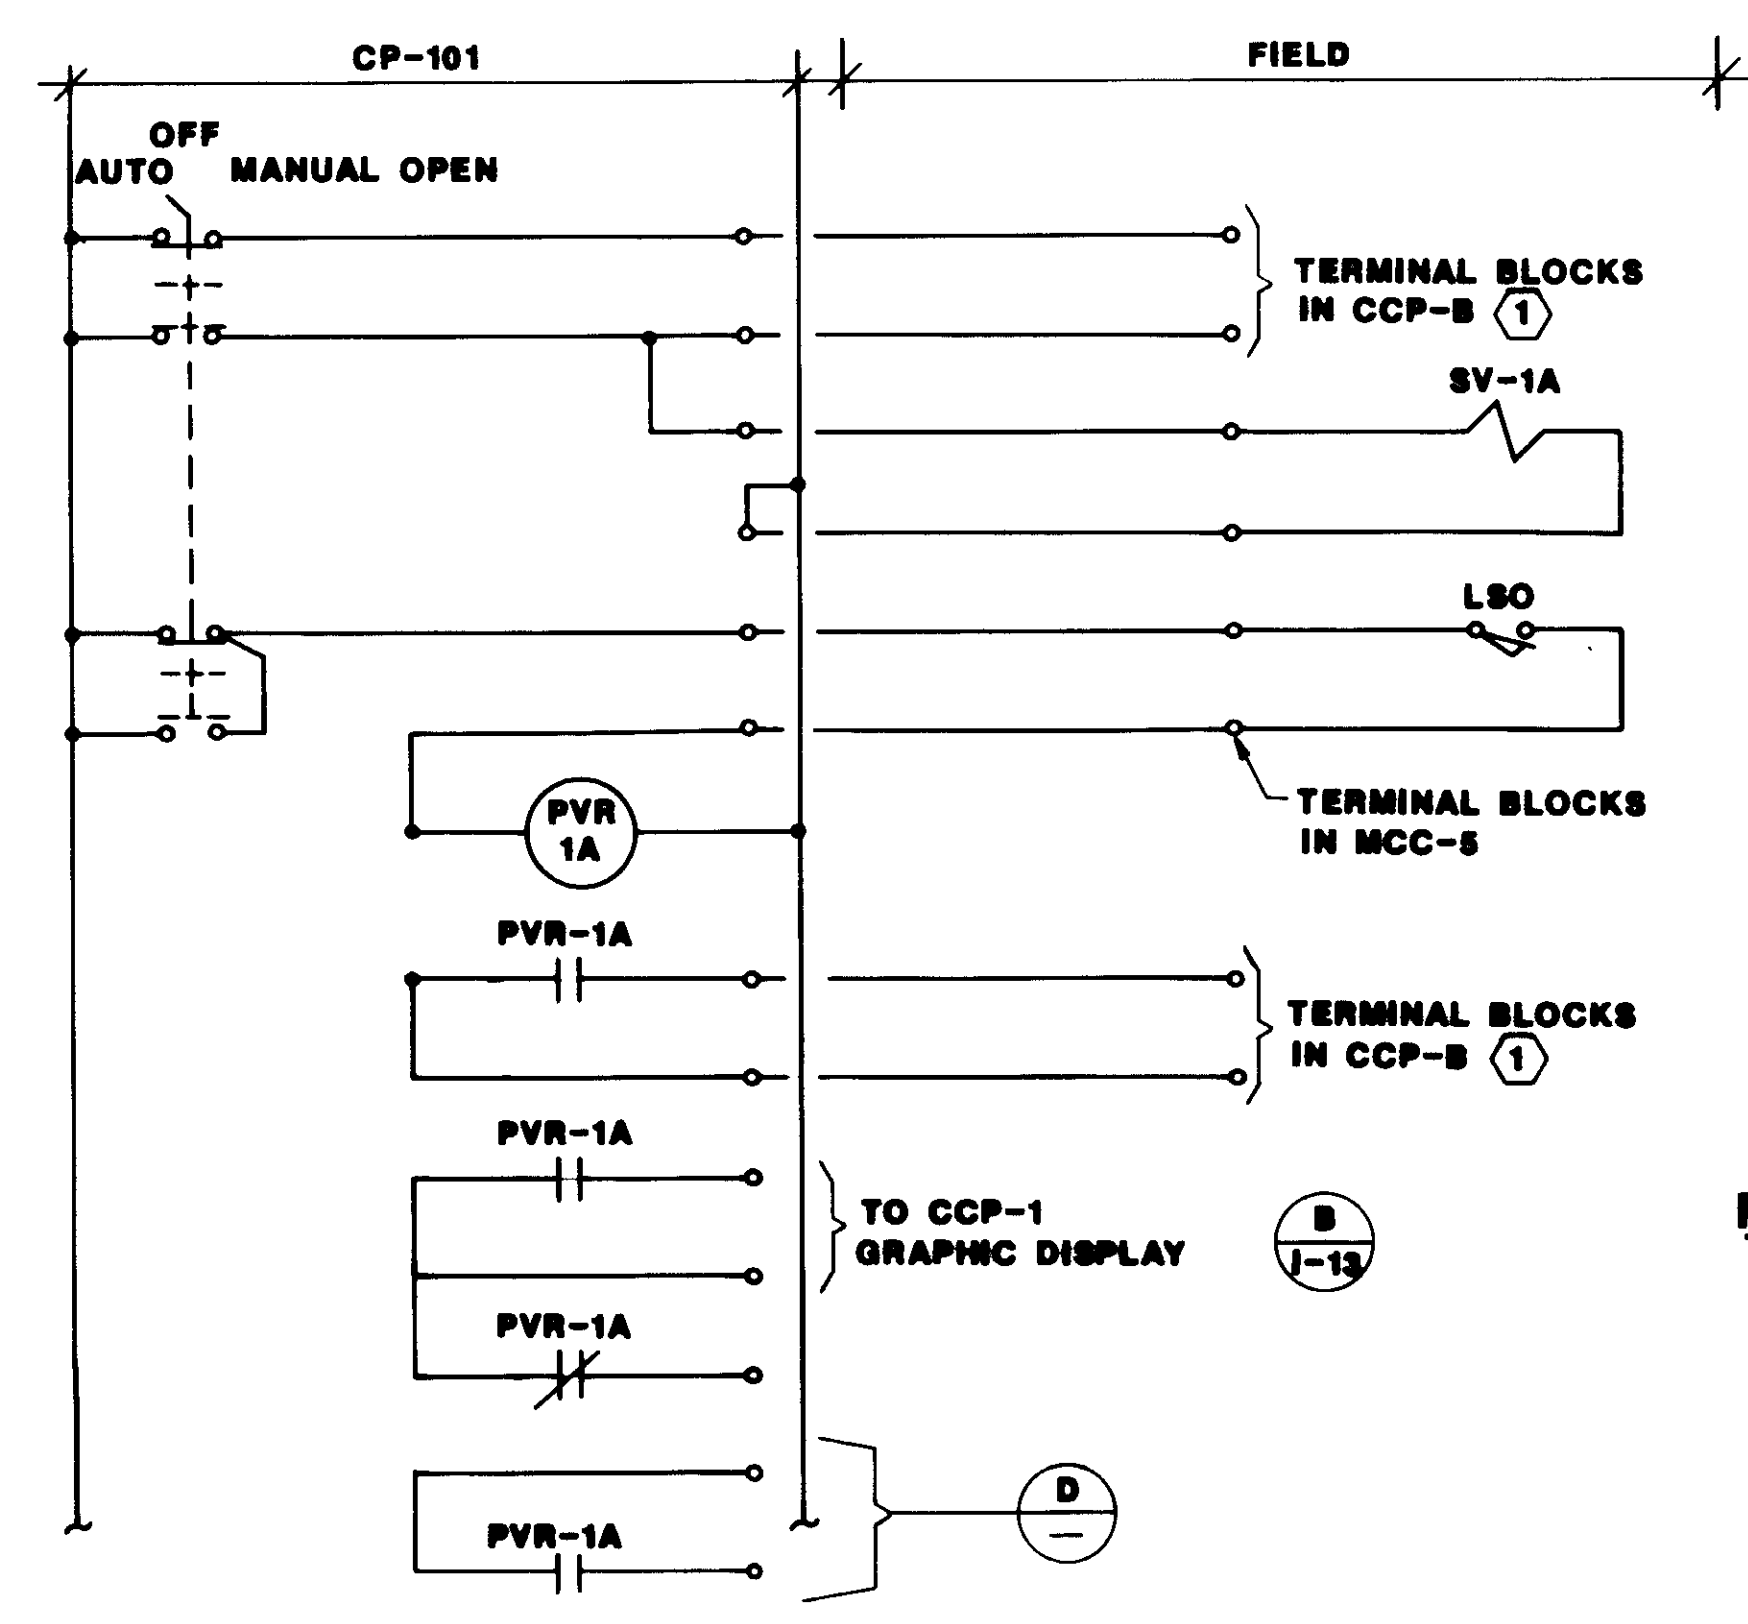 CP-101
FIELD
OFF
AUTO MANUAL OPEN
TERMINAL BLOCKS
IN CCP-B 1
SV-1A
LSO
TERMINAL BLOCKS
IN MCC-5
PVR
1A
PVR-1A
TERMINAL BLOCKS
IN CCP-B 1
PVR-1A
TO CCP-1
GRAPHIC DISPLAY
B
I-13
PVR-1A
D
—
PVR-1A